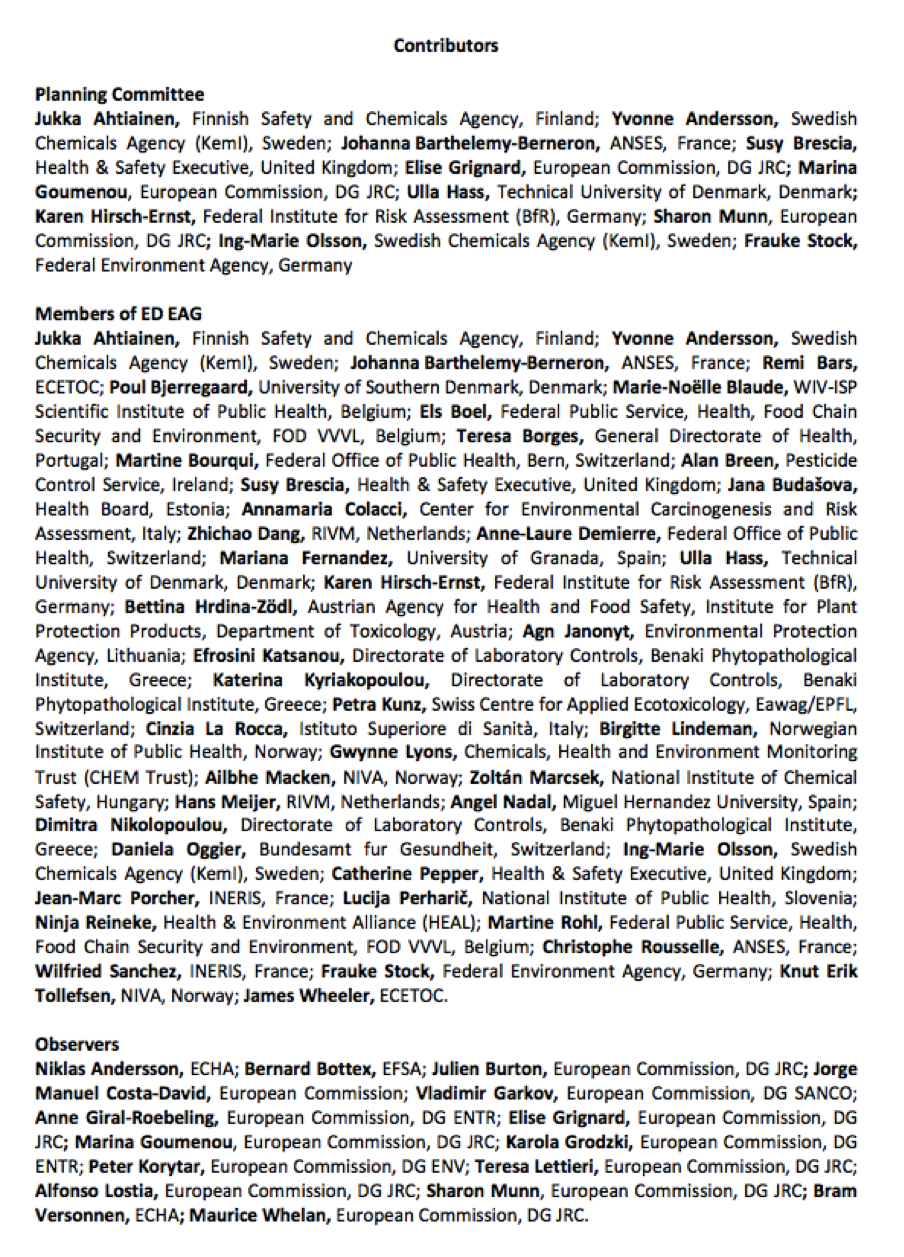 Contributors
Planning Committee
Jukka Ahtiainen, Finnish Safety and Chemicals Agency, Finland; Yvonne Andersson, Swedish
Chemicals Agency (KemI), Sweden; Johanna Barthelemy-Berneron, ANSES, France; Susy Brescia,
Health & Safety Executive, United Kingdom; Elise Grignard, European Commission, DG JRC; Marina
Goumenou, European Commission, DG JRC; Ulla Hass, Technical University of Denmark, Denmark;
Karen Hirsch-Ernst, Federal Institute for Risk Assessment (BfR), Germany; Sharon Munn, European
Commission, DG JRC; Ing-Marie Olsson, Swedish Chemicals Agency (KemI), Sweden; Frauke Stock,
Federal Environment Agency, Germany
Members of ED EAG
Jukka Ahtiainen, Finnish Safety and Chemicals Agency, Finland; Yvonne Andersson, Swedish
Chemicals Agency (KemI), Sweden; Johanna Barthelemy-Berneron, ANSES, France; Remi Bars,
ECETOC; Poul Bjerregaard, University of Southern Denmark, Denmark; Marie-Noëlle Blaude, WIV-ISP
Scientific Institute of Public Health, Belgium; Els Boel, Federal Public Service, Health, Food Chain
Security and Environment, FOD VVVL, Belgium; Teresa Borges, General Directorate of Health,
Portugal; Martine Bourqui, Federal Office of Public Health, Bern, Switzerland; Alan Breen, Pesticide
Control Service, Ireland; Susy Brescia, Health & Safety Executive, United Kingdom; Jana Budašova,
Health Board, Estonia; Annamaria Colacci, Center for Environmental Carcinogenesis and Risk
Assessment, Italy; Zhichao Dang, RIVM, Netherlands; Anne-Laure Demierre, Federal Office of Public
Health, Switzerland; Mariana Fernandez, University of Granada, Spain; Ulla Hass, Technical
University of Denmark, Denmark; Karen Hirsch-Ernst, Federal Institute for Risk Assessment (BfR),
Germany; Bettina Hrdina-Zödl, Austrian Agency for Health and Food Safety, Institute for Plant
Protection Products, Department of Toxicology, Austria; Agn Janonyt, Environmental Protection
Agency, Lithuania; Efrosini Katsanou, Directorate of Laboratory Controls, Benaki Phytopathological
Institute, Greece; Katerina Kyriakopoulou, Directorate of Laboratory Controls, Benaki
Phytopathological Institute, Greece; Petra Kunz, Swiss Centre for Applied Ecotoxicology, Eawag/EPFL,
Switzerland; Cinzia La Rocca, Istituto Superiore di Sanità, Italy; Birgitte Lindeman, Norwegian
Institute of Public Health, Norway; Gwynne Lyons, Chemicals, Health and Environment Monitoring
Trust (CHEM Trust); Ailbhe Macken, NIVA, Norway; Zoltán Marcsek, National Institute of Chemical
Safety, Hungary; Hans Meijer, RIVM, Netherlands; Angel Nadal, Miguel Hernandez University, Spain;
Dimitra Nikolopoulou, Directorate of Laboratory Controls, Benaki Phytopathological Institute,
Greece; Daniela Oggier, Bundesamt fur Gesundheit, Switzerland; Ing-Marie Olsson, Swedish
Chemicals Agency (KemI), Sweden; Catherine Pepper, Health & Safety Executive, United Kingdom;
Jean-Marc Porcher, INERIS, France; Lucija Perharič, National Institute of Public Health, Slovenia;
Ninja Reineke, Health & Environment Alliance (HEAL); Martine Rohl, Federal Public Service, Health,
Food Chain Security and Environment, FOD VVVL, Belgium; Christophe Rousselle, ANSES, France;
Wilfried Sanchez, INERIS, France; Frauke Stock, Federal Environment Agency, Germany; Knut Erik
Tollefsen, NIVA, Norway; James Wheeler, ECETOC.
Observers
Niklas Andersson, ECHA; Bernard Bottex, EFSA; Julien Burton, European Commission, DG JRC; Jorge
Manuel Costa-David, European Commission; Vladimir Garkov, European Commission, DG SANCO;
Anne Giral-Roebeling, European Commission, DG ENTR; Elise Grignard, European Commission, DG
JRC; Marina Goumenou, European Commission, DG JRC; Karola Grodzki, European Commission, DG
ENTR; Peter Korytar, European Commission, DG ENV; Teresa Lettieri, European Commission, DG JRC;
Alfonso Lostia, European Commission, DG JRC; Sharon Munn, European Commission, DG JRC; Bram
Versonnen, ECHA; Maurice Whelan, European Commission, DG JRC.